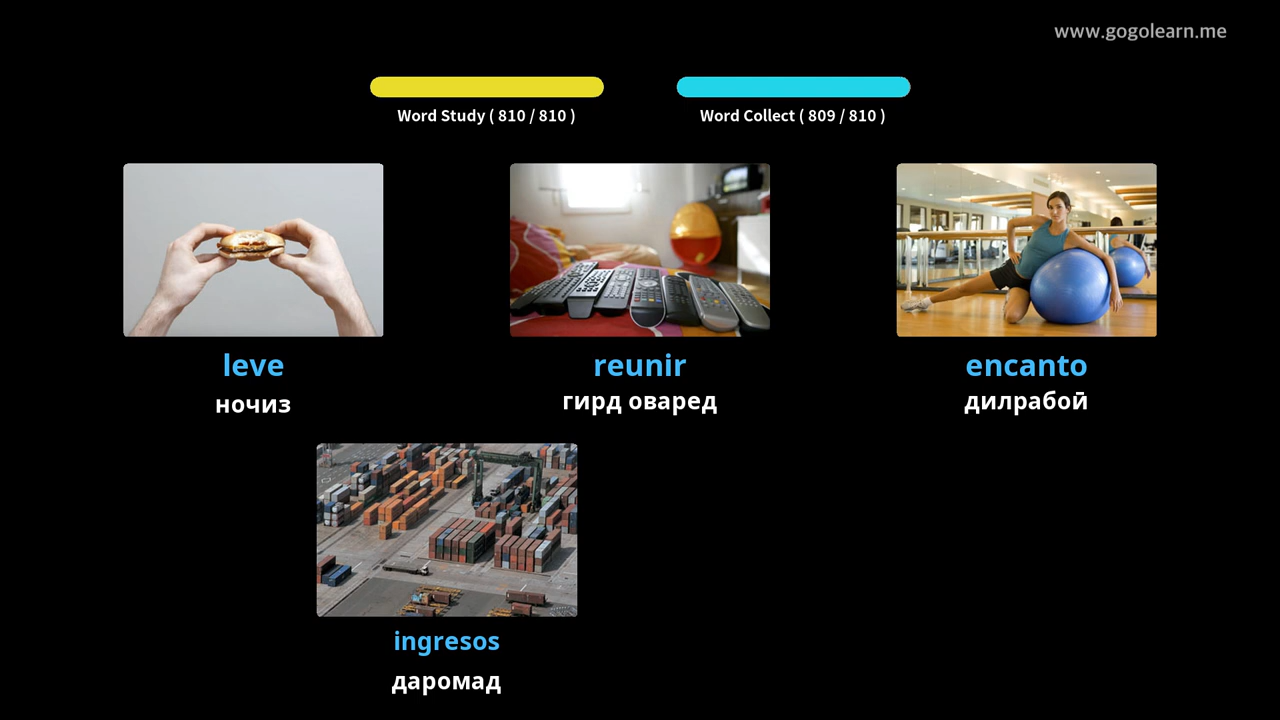 www.gogolearn.me
Word Study ( 810 / 810 )
Word Collect ( 809 / 810 )
leve
ночиз
reunir
гирд оваред
encanto
дилрабоӣ
ingresos
даромад